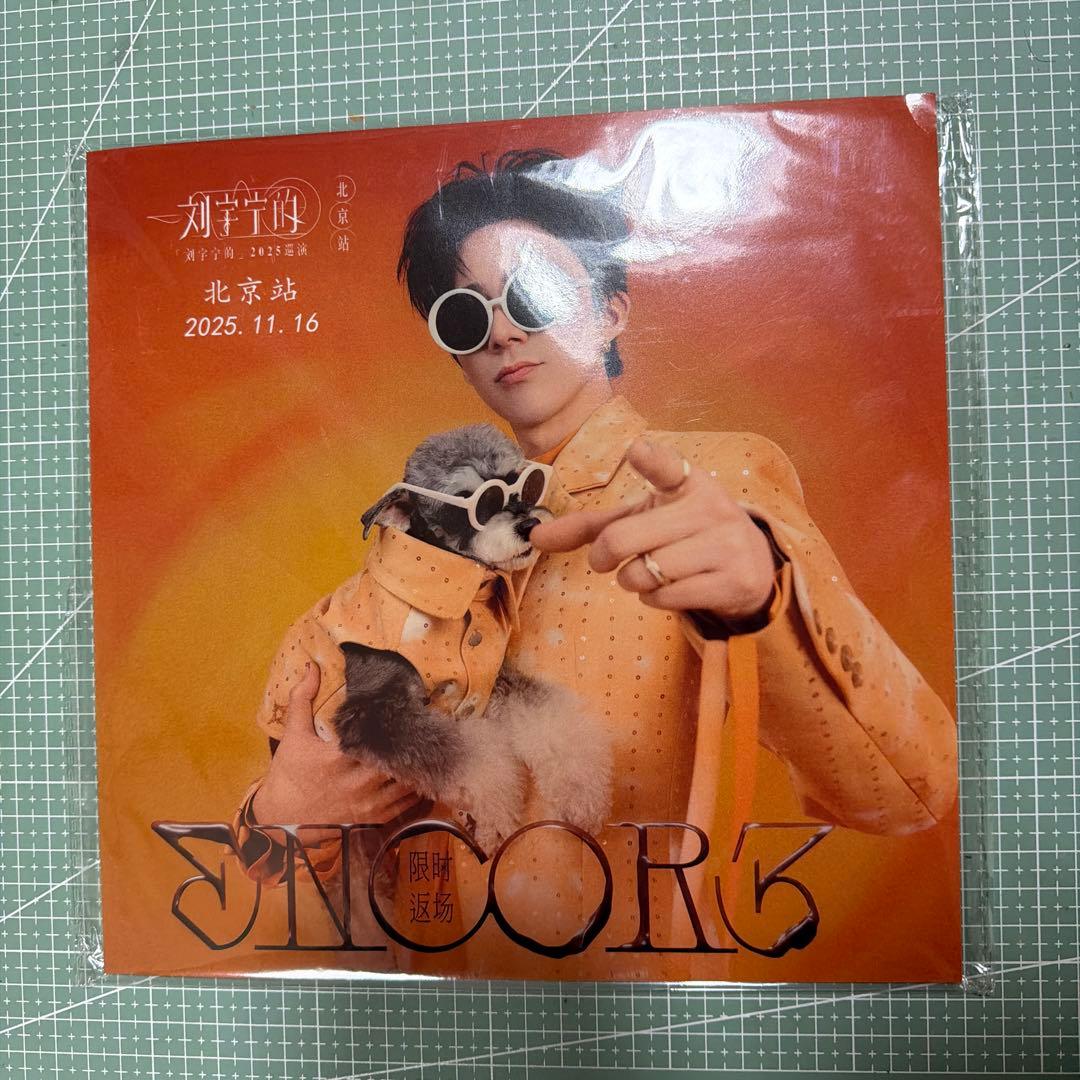 刘宇宁的
「刘宇宁的」2025巡演
北京站
北京站
2025.11.16
ENCORE
限时
返场